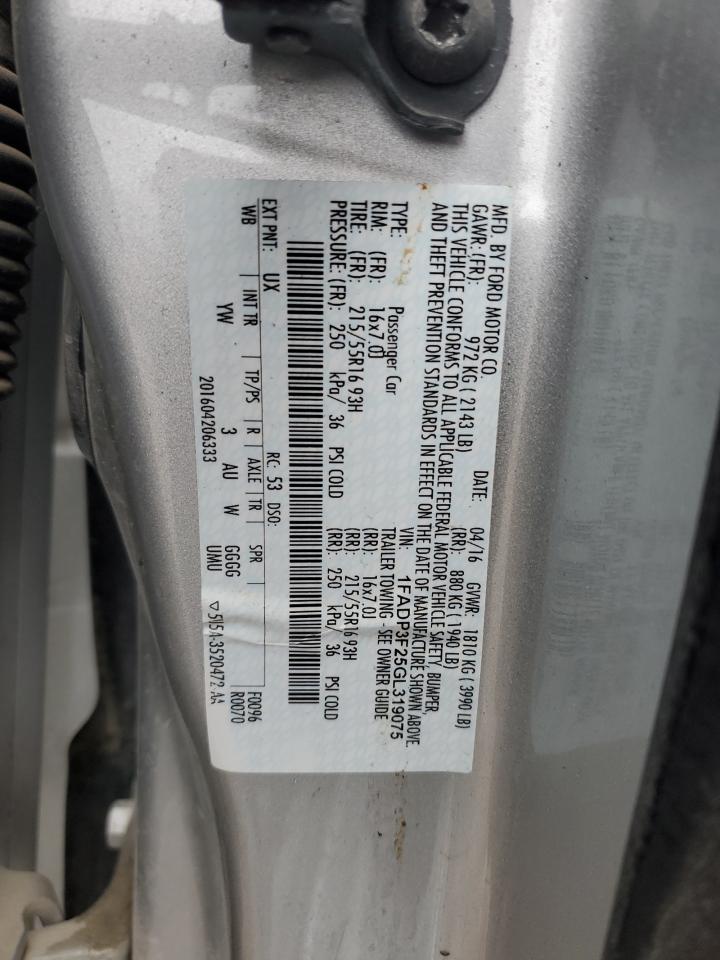 MFD. BY FORD MOTOR CO. DATE: 04/16 GVWR: 1810 KG ( 3990 LB)
GAWR: (FR): 972 KG ( 2143 LB) (RR): 880 KG ( 1940 LB)
THIS VEHICLE CONFORMS TO ALL APPLICABLE FEDERAL MOTOR VEHICLE SAFETY, BUMPER,
AND THEFT PREVENTION STANDARDS IN EFFECT ON THE DATE OF MANUFACTURE SHOWN ABOVE.
VIN: 1FADP3F25GL319075
TYPE: Passenger Car TRAILER TOWING - SEE OWNER GUIDE
RIM: (FR): 16x7.0J (RR): 16x7.0J
TIRE: (FR): 215/55R16 93H (RR): 215/55R16 93H
PRESSURE: (FR): 250 kPa/ 36 PSI COLD (RR): 250 kPa/ 36 PSI COLD
EXT PNT: UX RC: 53 DSO: F0096
WB INT TR TP/PS R AXLE TR SPR R0070
YW 3 AU W GGGG
201604206333 UMU ▽5U5A-3520472-AA